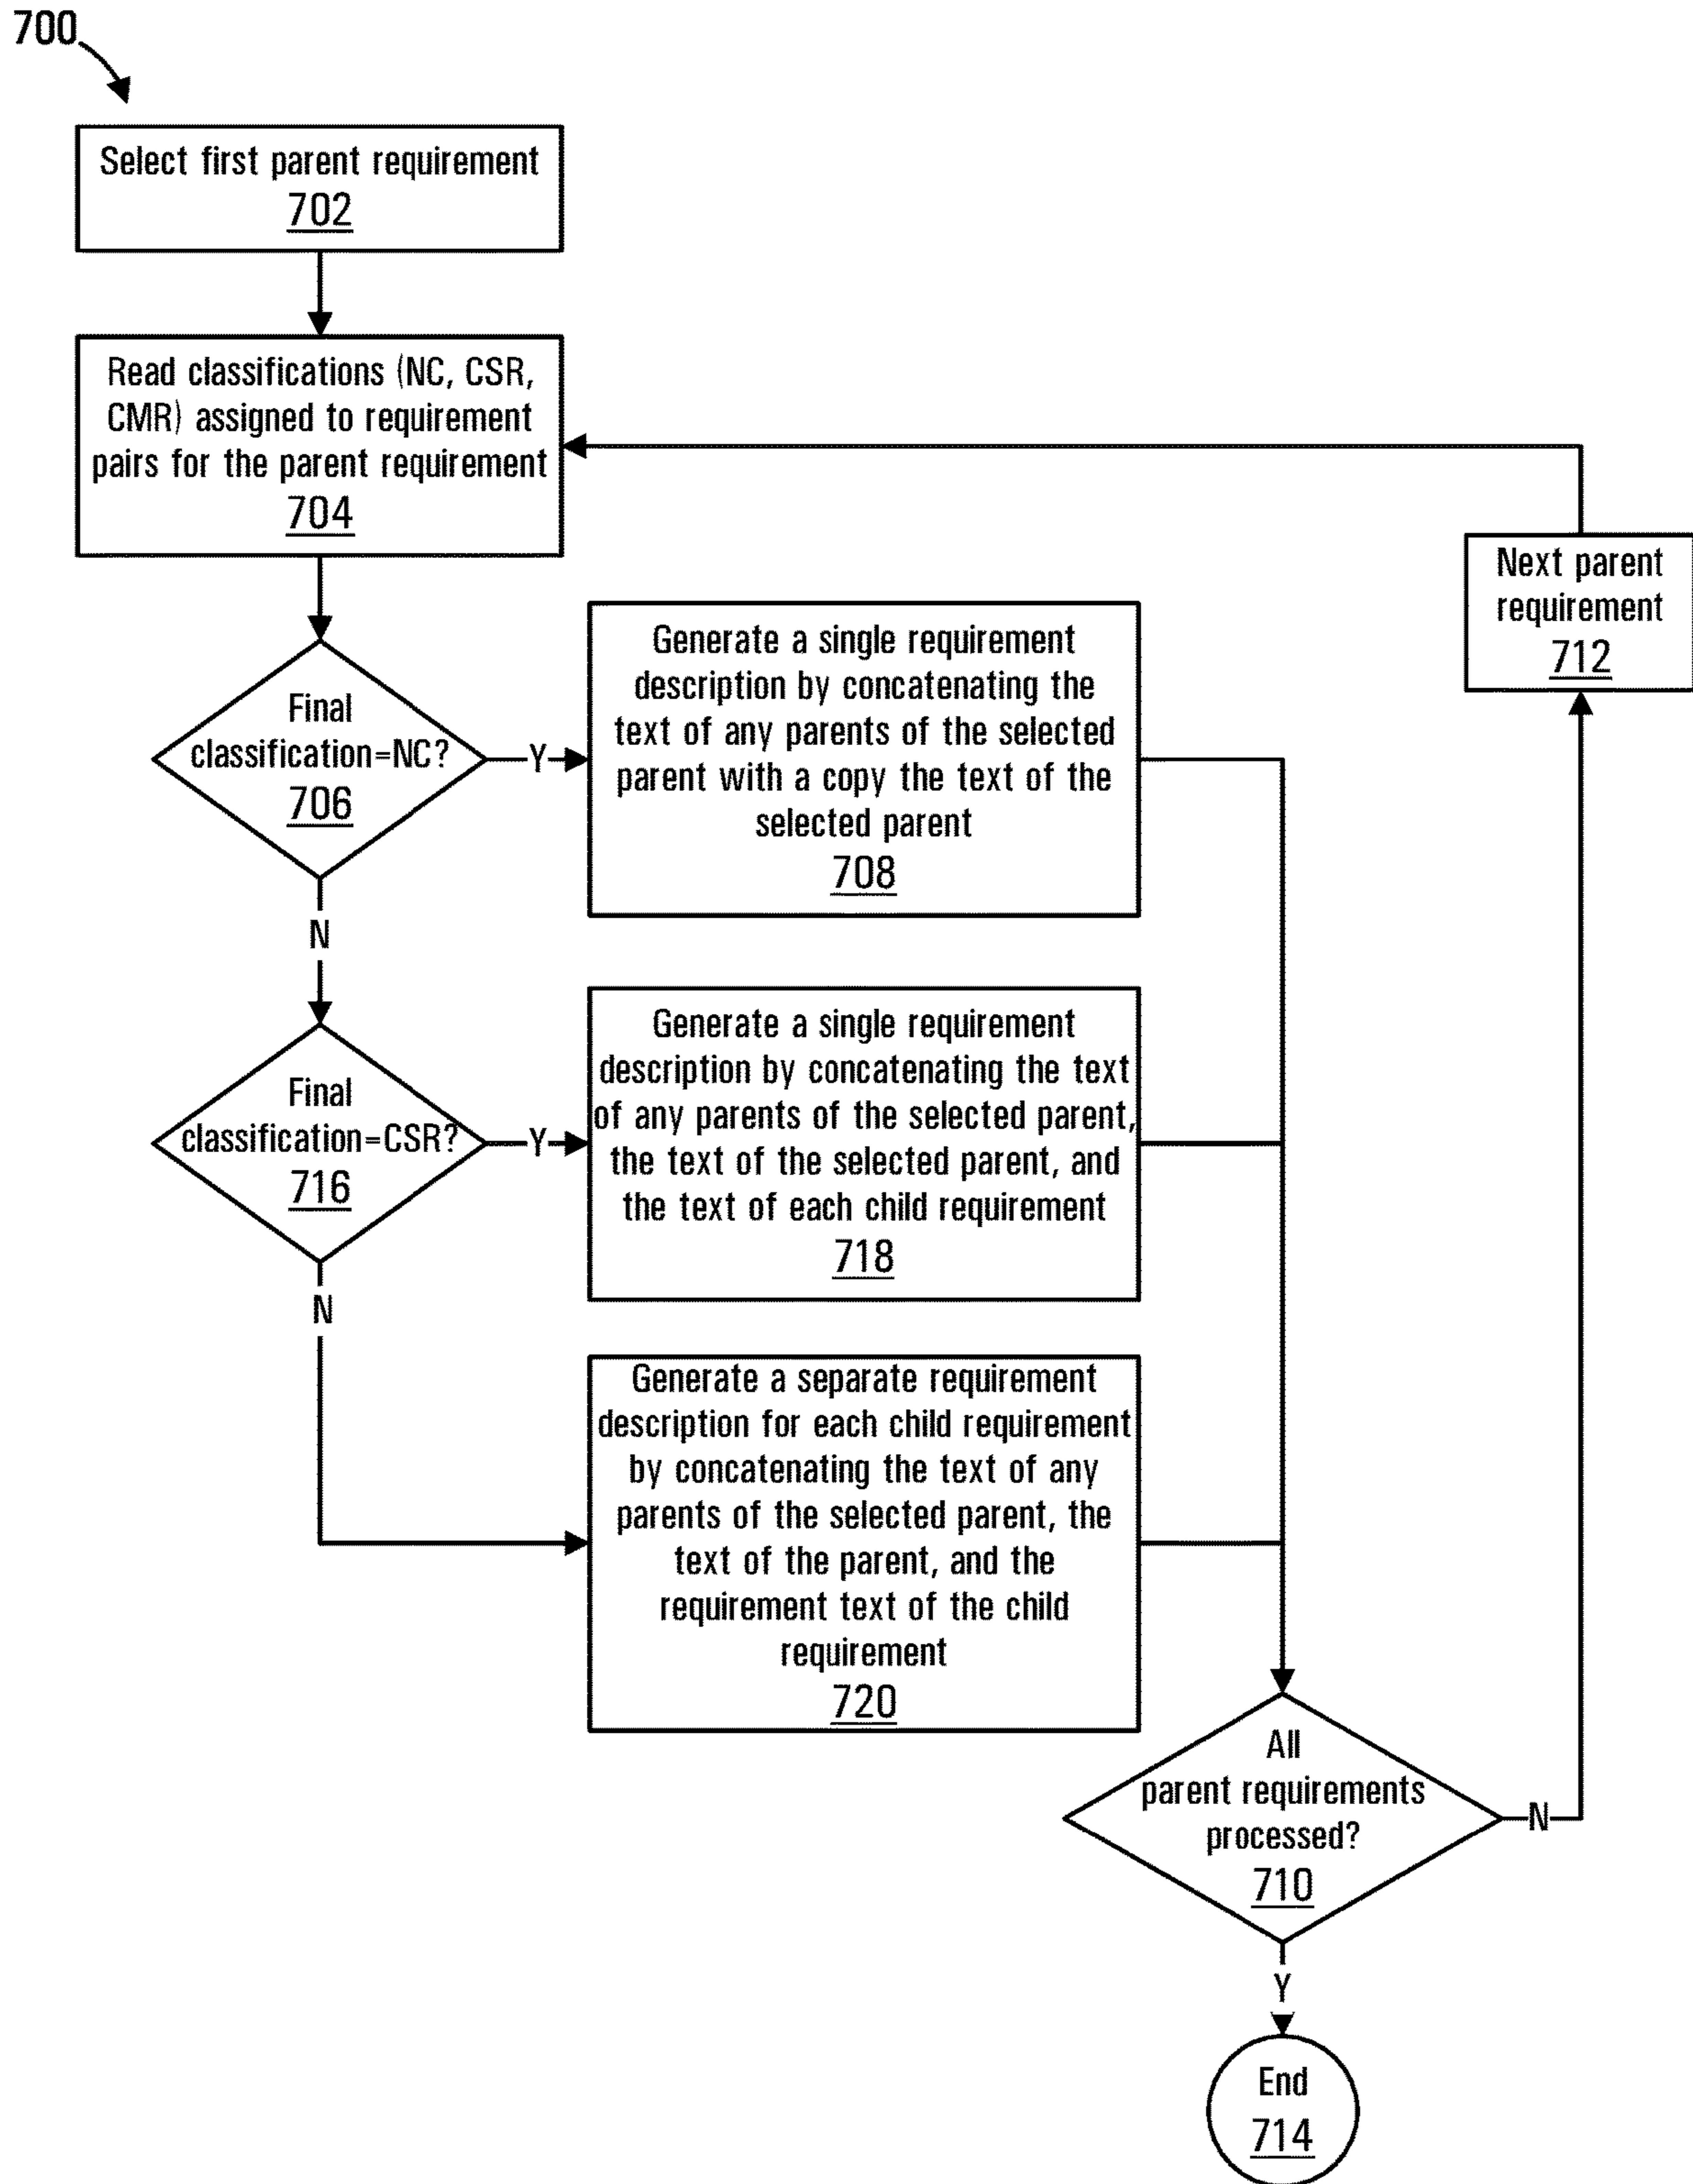 700
Select first parent requirement
702
Read classifications (NC, CSR,
CMR) assigned to requirement
pairs for the parent requirement
704
Next parent
requirement
712
Final
classification=NC?
706
Y
N
Generate a single requirement
description by concatenating the
text of any parents of the selected
parent with a copy the text of the
selected parent
708
Final
classification=CSR?
716
Y
N
Generate a single requirement
description by concatenating the text
of any parents of the selected parent,
the text of the selected parent, and
the text of each child requirement
718
Generate a separate requirement
description for each child requirement
by concatenating the text of any
parents of the selected parent, the
text of the parent, and the
requirement text of the child
requirement
720
All
parent requirements
processed?
710
N
Y
End
714